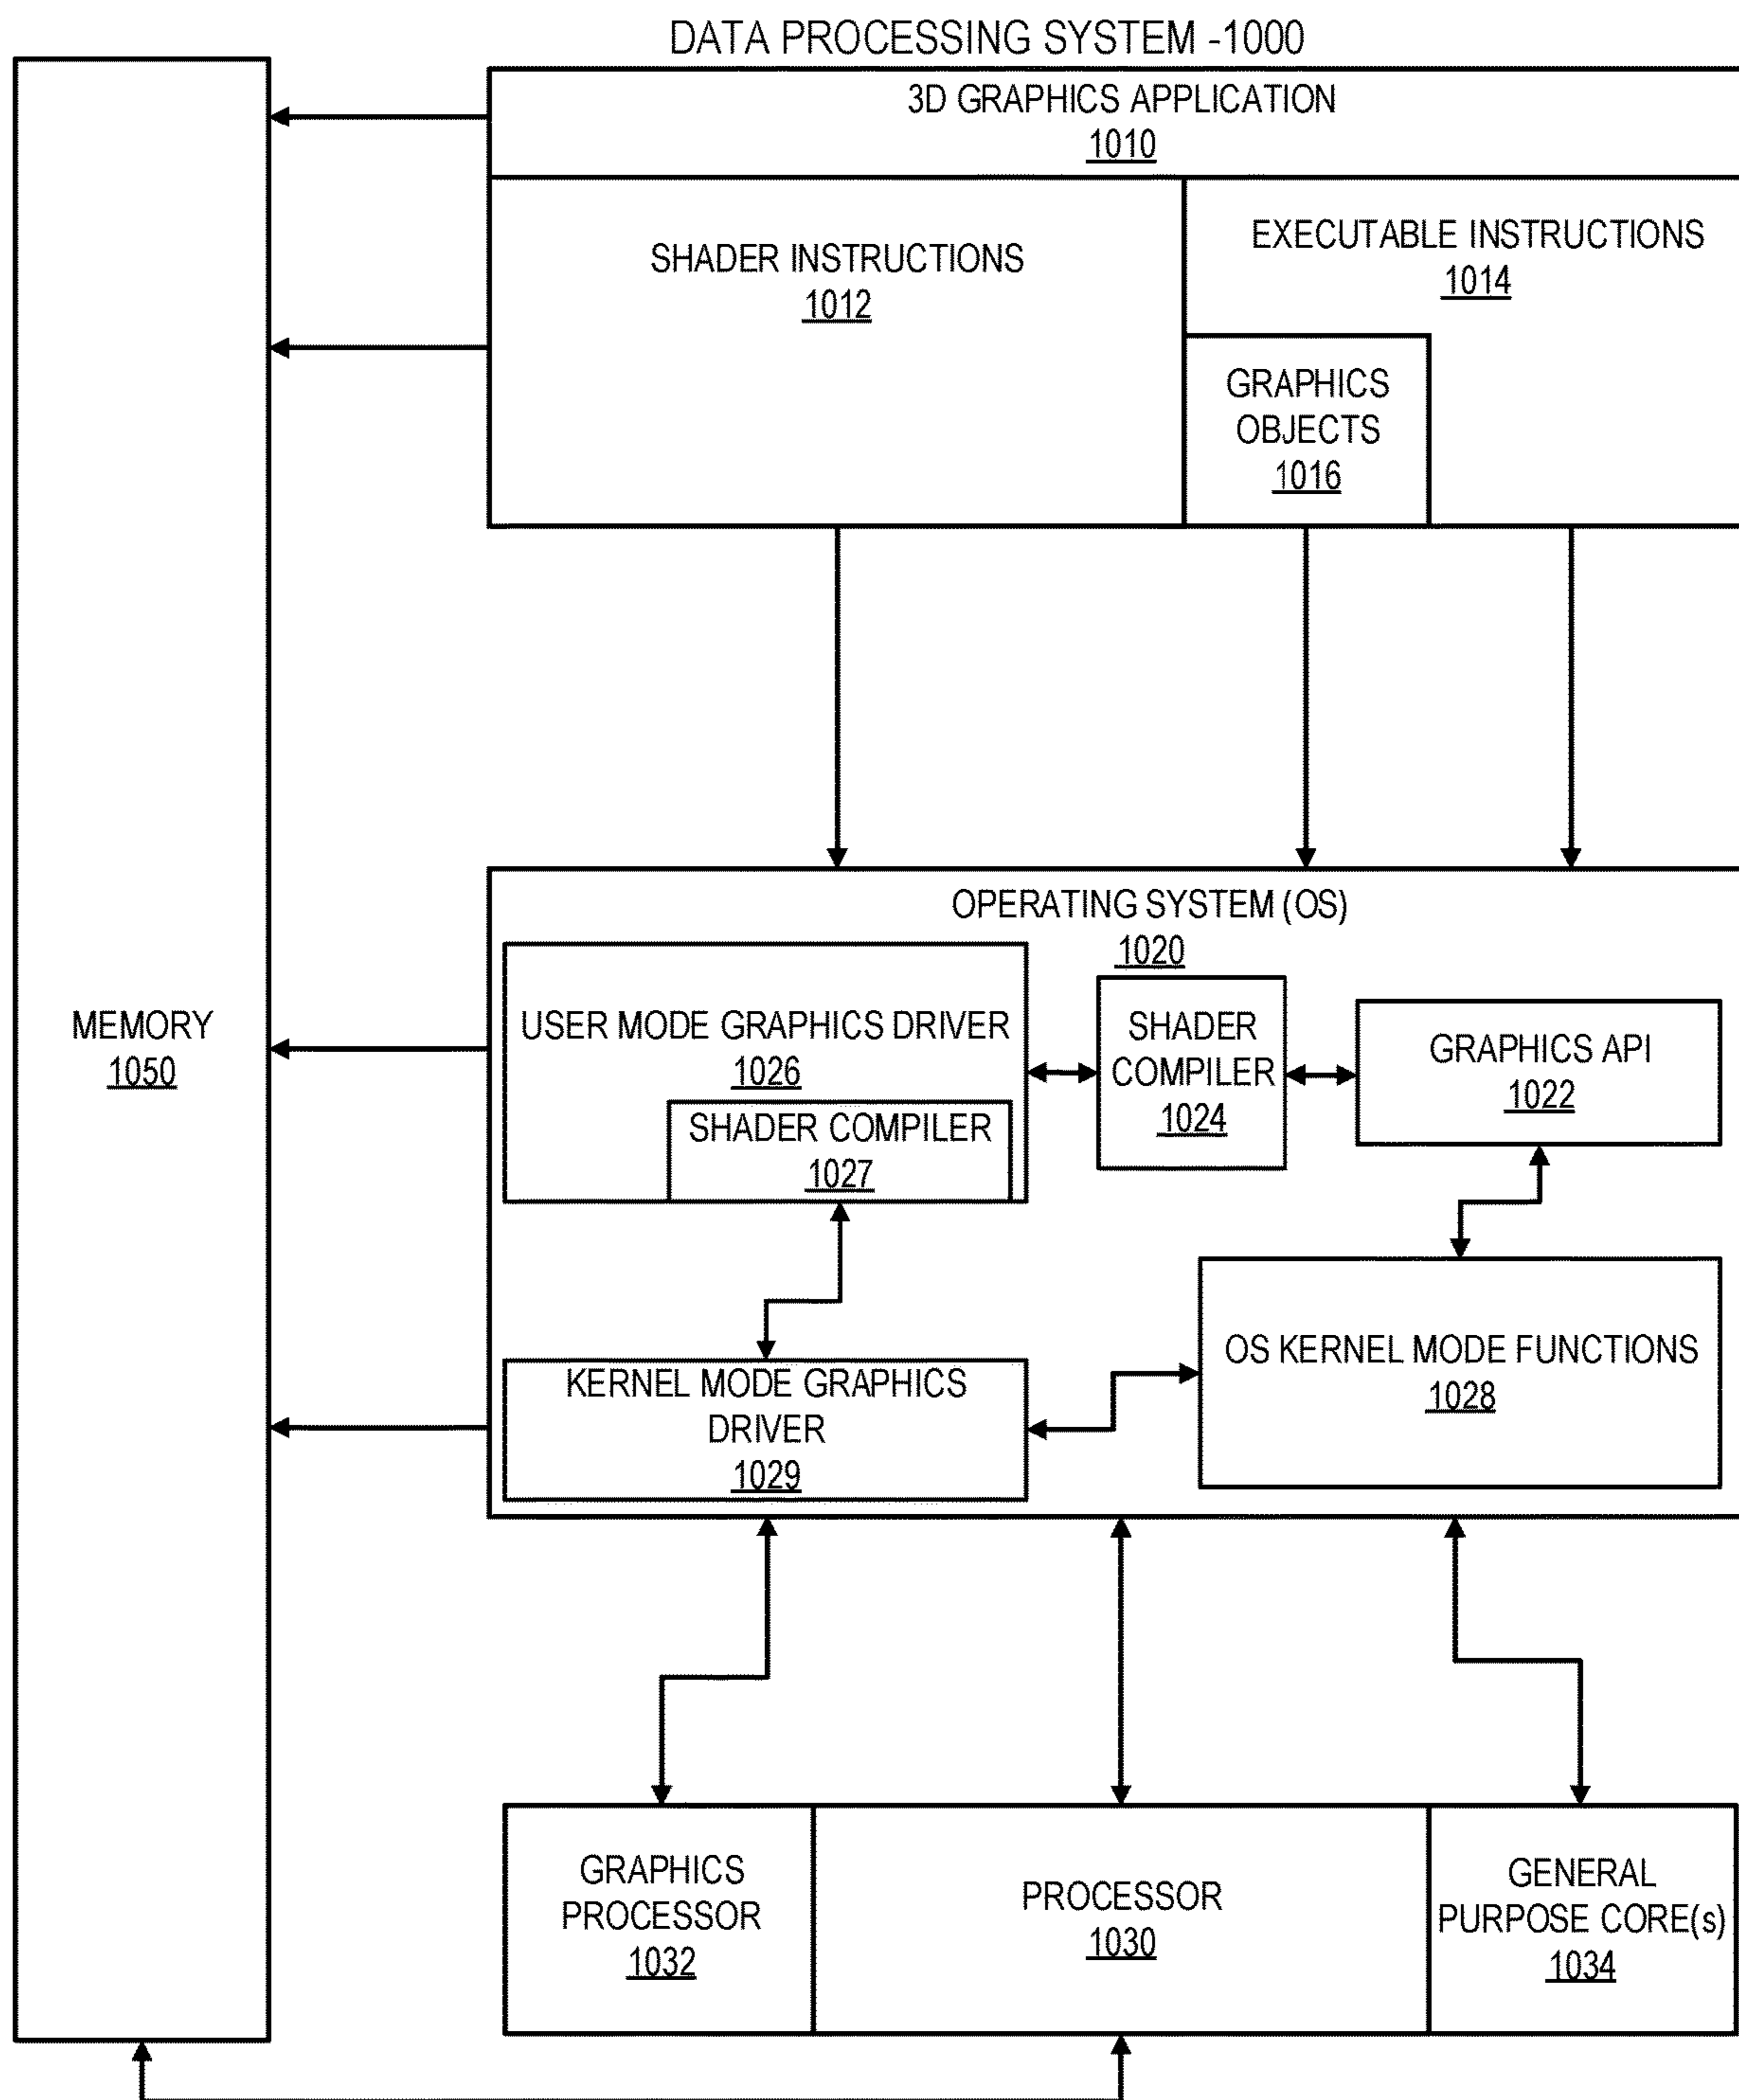 DATA PROCESSING SYSTEM -1000
3D GRAPHICS APPLICATION
1010
SHADER INSTRUCTIONS
1012
EXECUTABLE INSTRUCTIONS
1014
GRAPHICS
OBJECTS
1016
OPERATING SYSTEM (OS)
1020
MEMORY
1050
USER MODE GRAPHICS DRIVER
1026
SHADER COMPILER
1027
SHADER
COMPILER
1024
GRAPHICS API
1022
KERNEL MODE GRAPHICS
DRIVER
1029
OS KERNEL MODE FUNCTIONS
1028
GRAPHICS
PROCESSOR
1032
PROCESSOR
1030
GENERAL
PURPOSE CORE(s)
1034